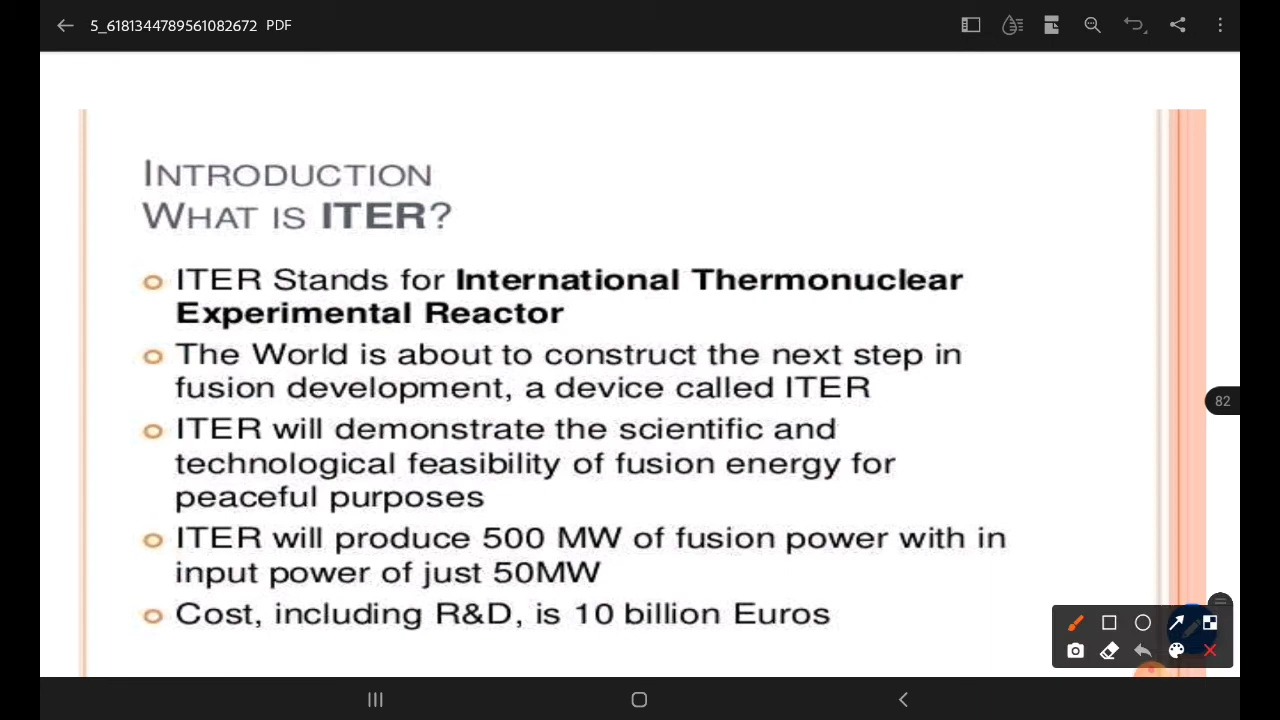 5_6181344789561082672 PDF
INTRODUCTION
WHAT IS ITER?
ITER Stands for International Thermonuclear
Experimental Reactor
The World is about to construct the next step in
fusion development, a device called ITER
ITER will demonstrate the scientific and
technological feasibility of fusion energy for
peaceful purposes
ITER will produce 500 MW of fusion power with in
input power of just 50MW
Cost, including R&D, is 10 billion Euros
82